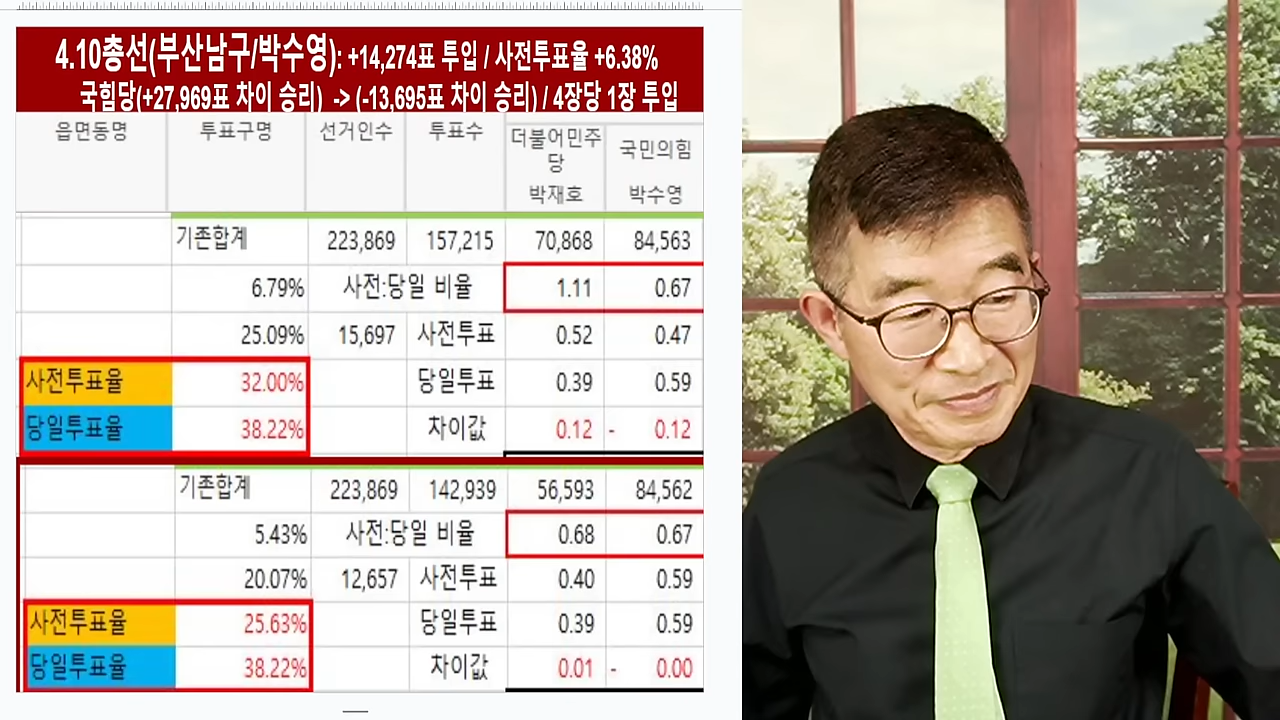 4.10총선(부산남구/박수영): +14,274표 투입 / 사전투표율 +6.38%
국힘당(+27,969표 차이 승리) -> (-13,695표 차이 승리) / 4장당 1장 투입
읍면동명 투표구명 선거인수 투표수 더불어민주당 박재호 국민의힘 박수영
기존합계 223,869 157,215 70,868 84,563
6.79% 사전:당일 비율 1.11 0.67
25.09% 15,697 사전투표 0.52 0.47
사전투표율 32.00% 당일투표 0.39 0.59
당일투표율 38.22% 차이값 0.12 - 0.12
기존합계 223,869 142,939 56,593 84,562
5.43% 사전:당일 비율 0.68 0.67
20.07% 12,657 사전투표 0.40 0.59
사전투표율 25.63% 당일투표 0.39 0.59
당일투표율 38.22% 차이값 0.01 - 0.00